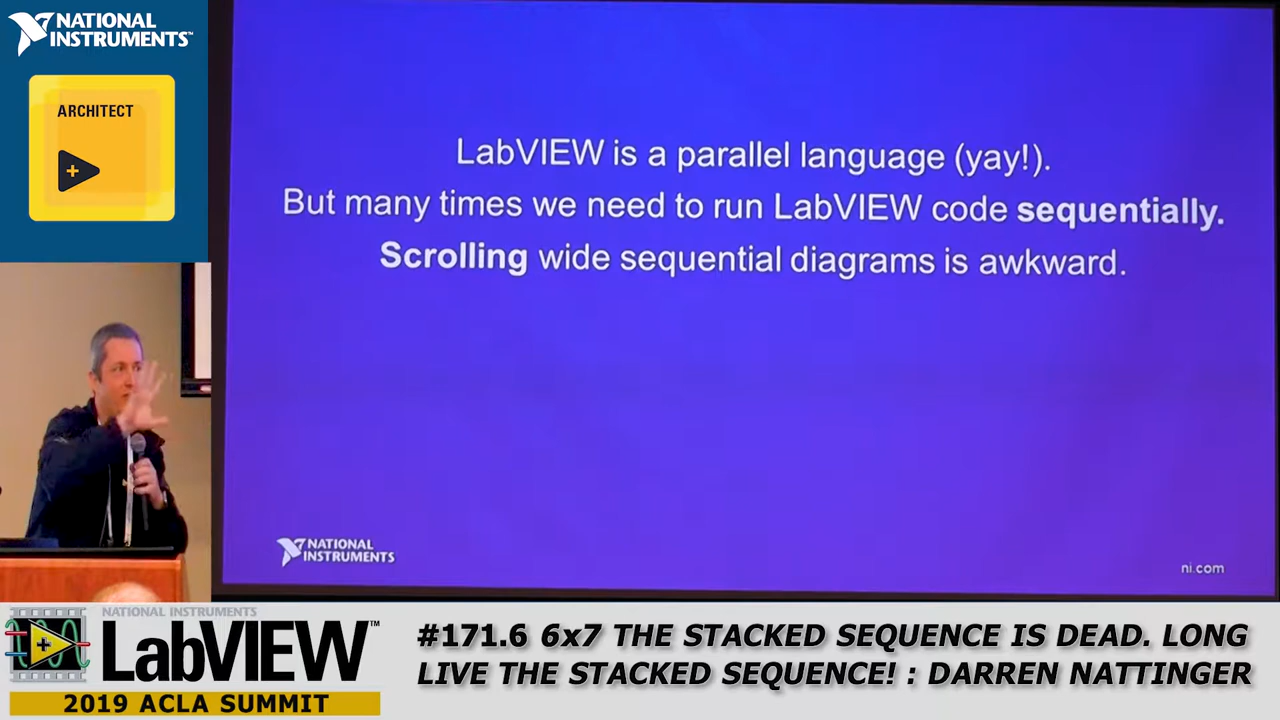 NATIONAL
INSTRUMENTS™
ARCHITECT
LabVIEW is a parallel language (yay!).
But many times we need to run LabVIEW code sequentially.
Scrolling wide sequential diagrams is awkward.
NATIONAL
INSTRUMENTS
ni.com
NATIONAL INSTRUMENTS
LabVIEW™
2019 ACLA SUMMIT
#171.6 6x7 THE STACKED SEQUENCE IS DEAD. LONG
LIVE THE STACKED SEQUENCE! : DARREN NATTINGER